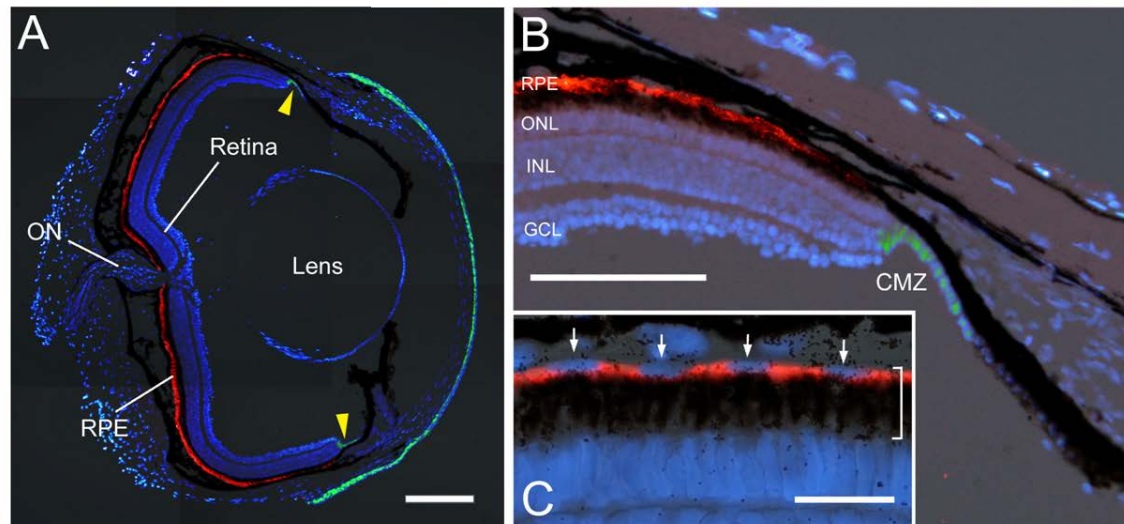 A
Retina
ON
Lens
RPE
B
RPE
ONL
INL
GCL
CMZ
C